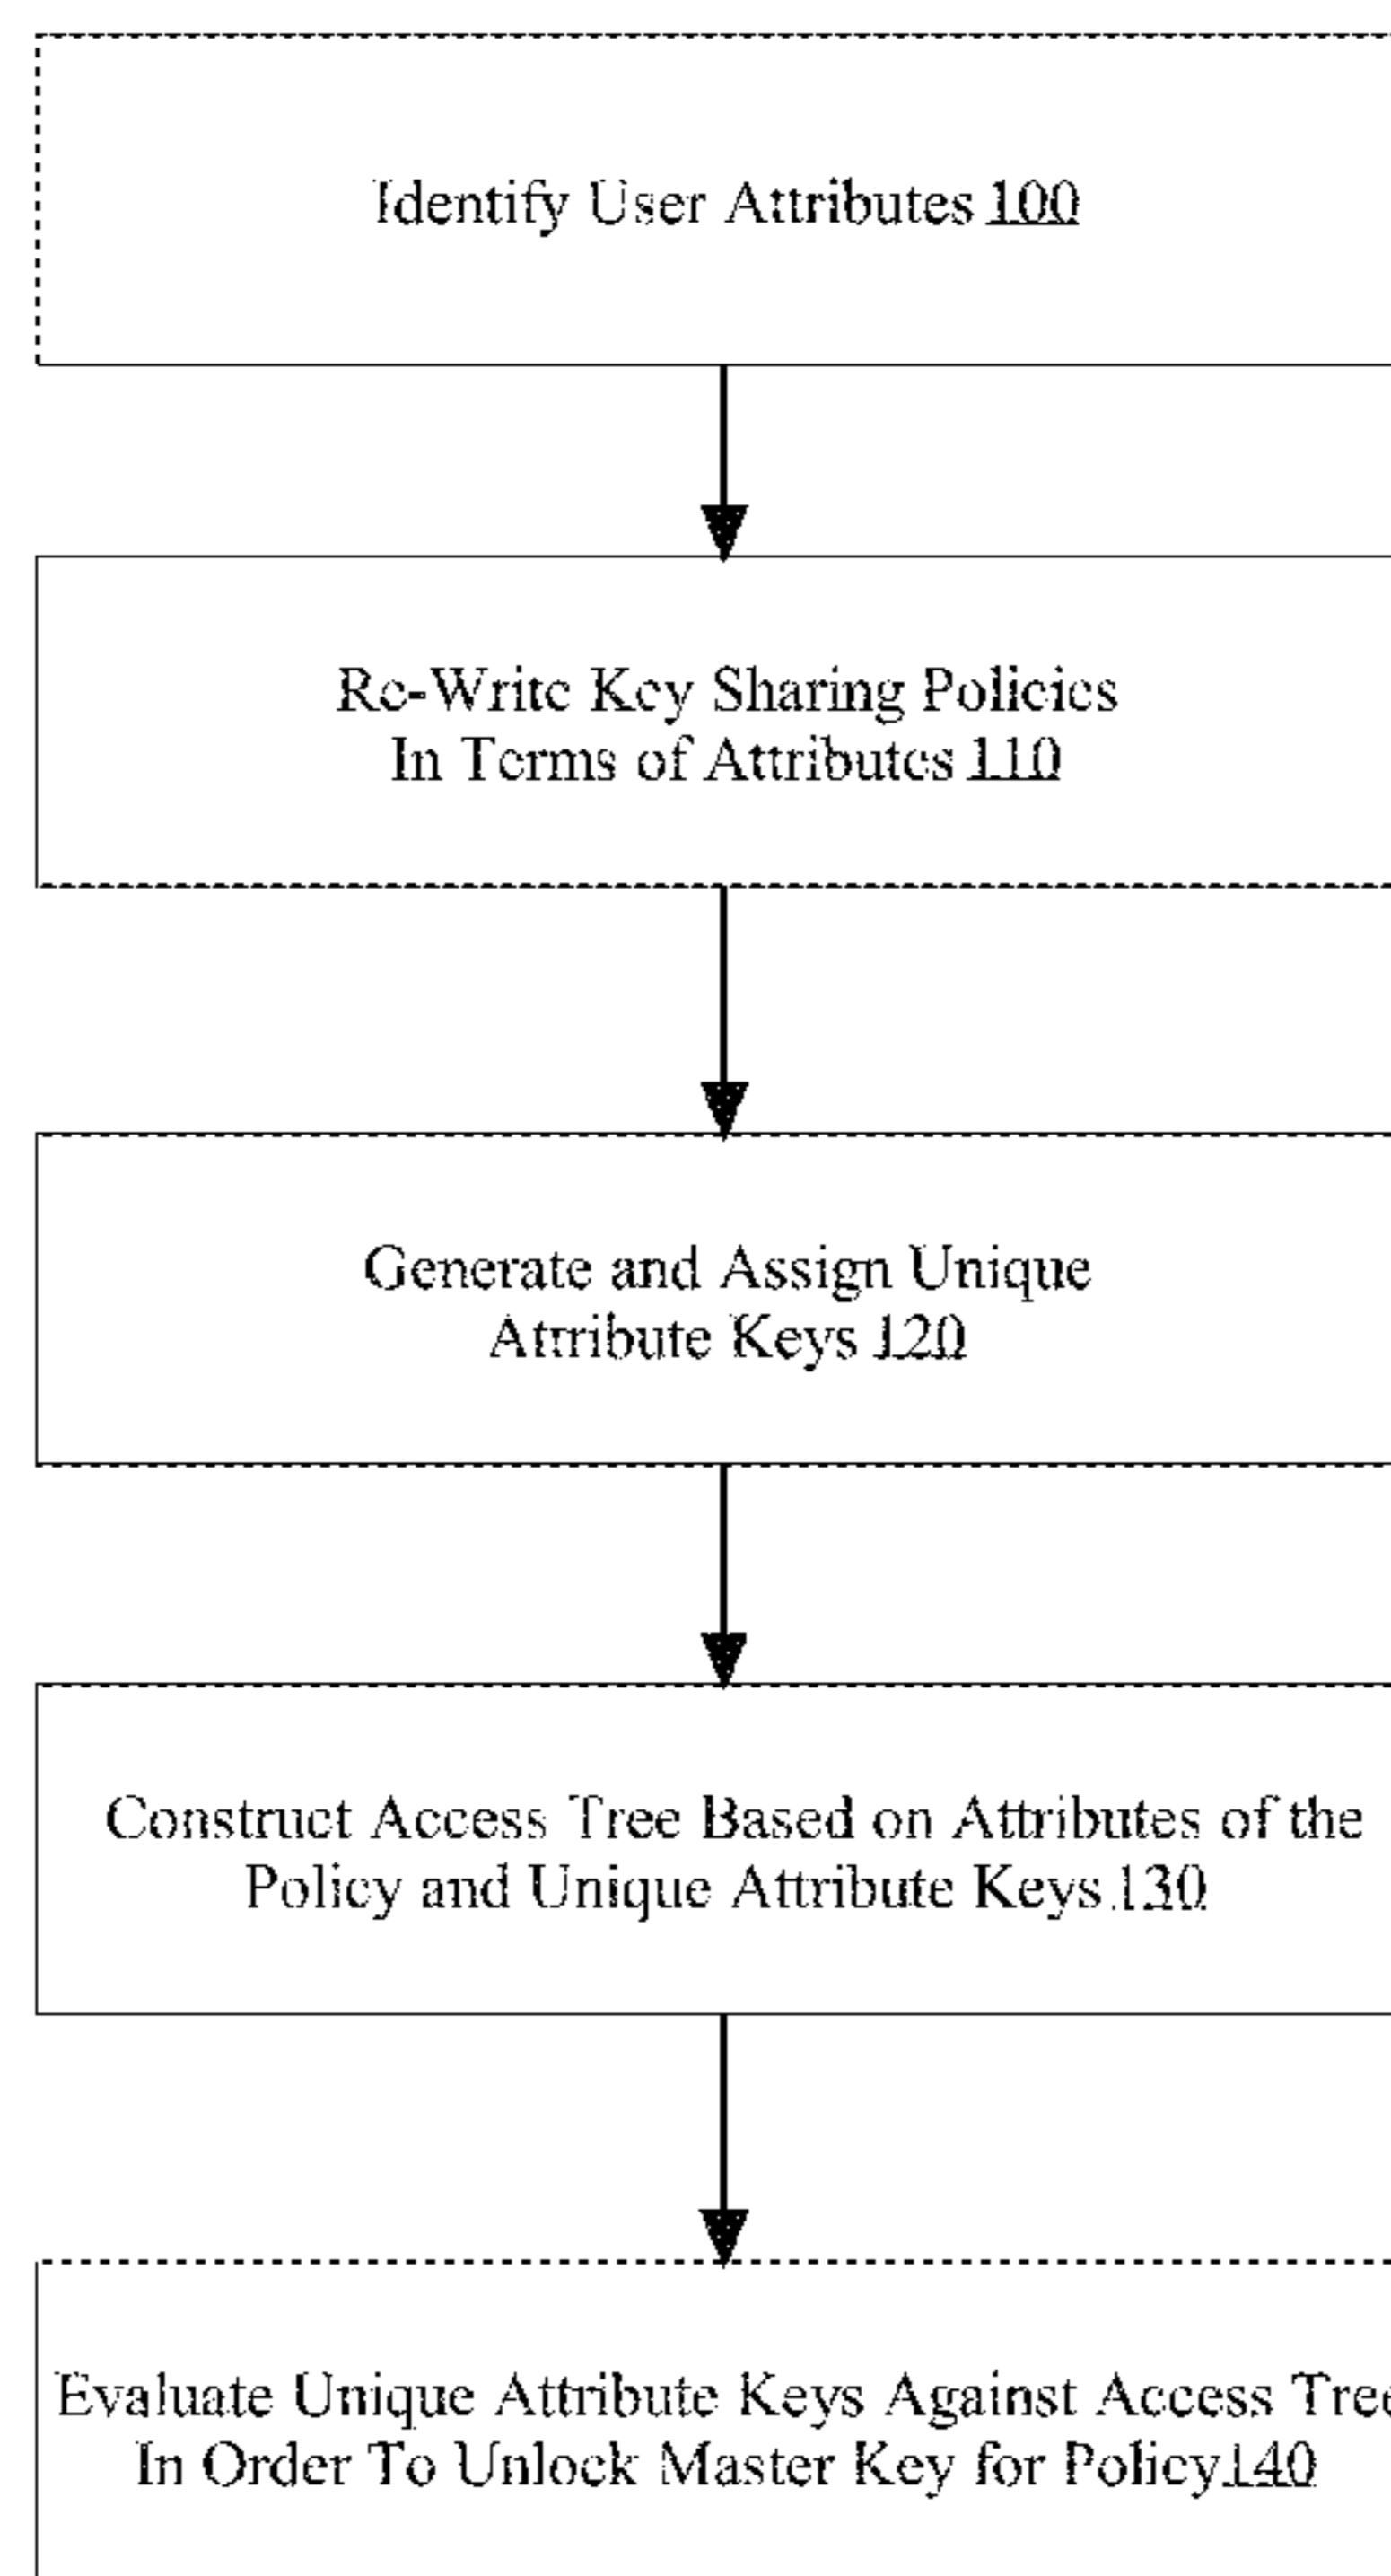 Identify User Attributes 100
Re-Write Key Sharing Policies
In Terms of Attributes 110
Generate and Assign Unique
Attribute Keys 120
Construct Access Tree Based on Attributes of the
Policy and Unique Attribute Keys 130
Evaluate Unique Attribute Keys Against Access Tree
In Order To Unlock Master Key for Policy 140